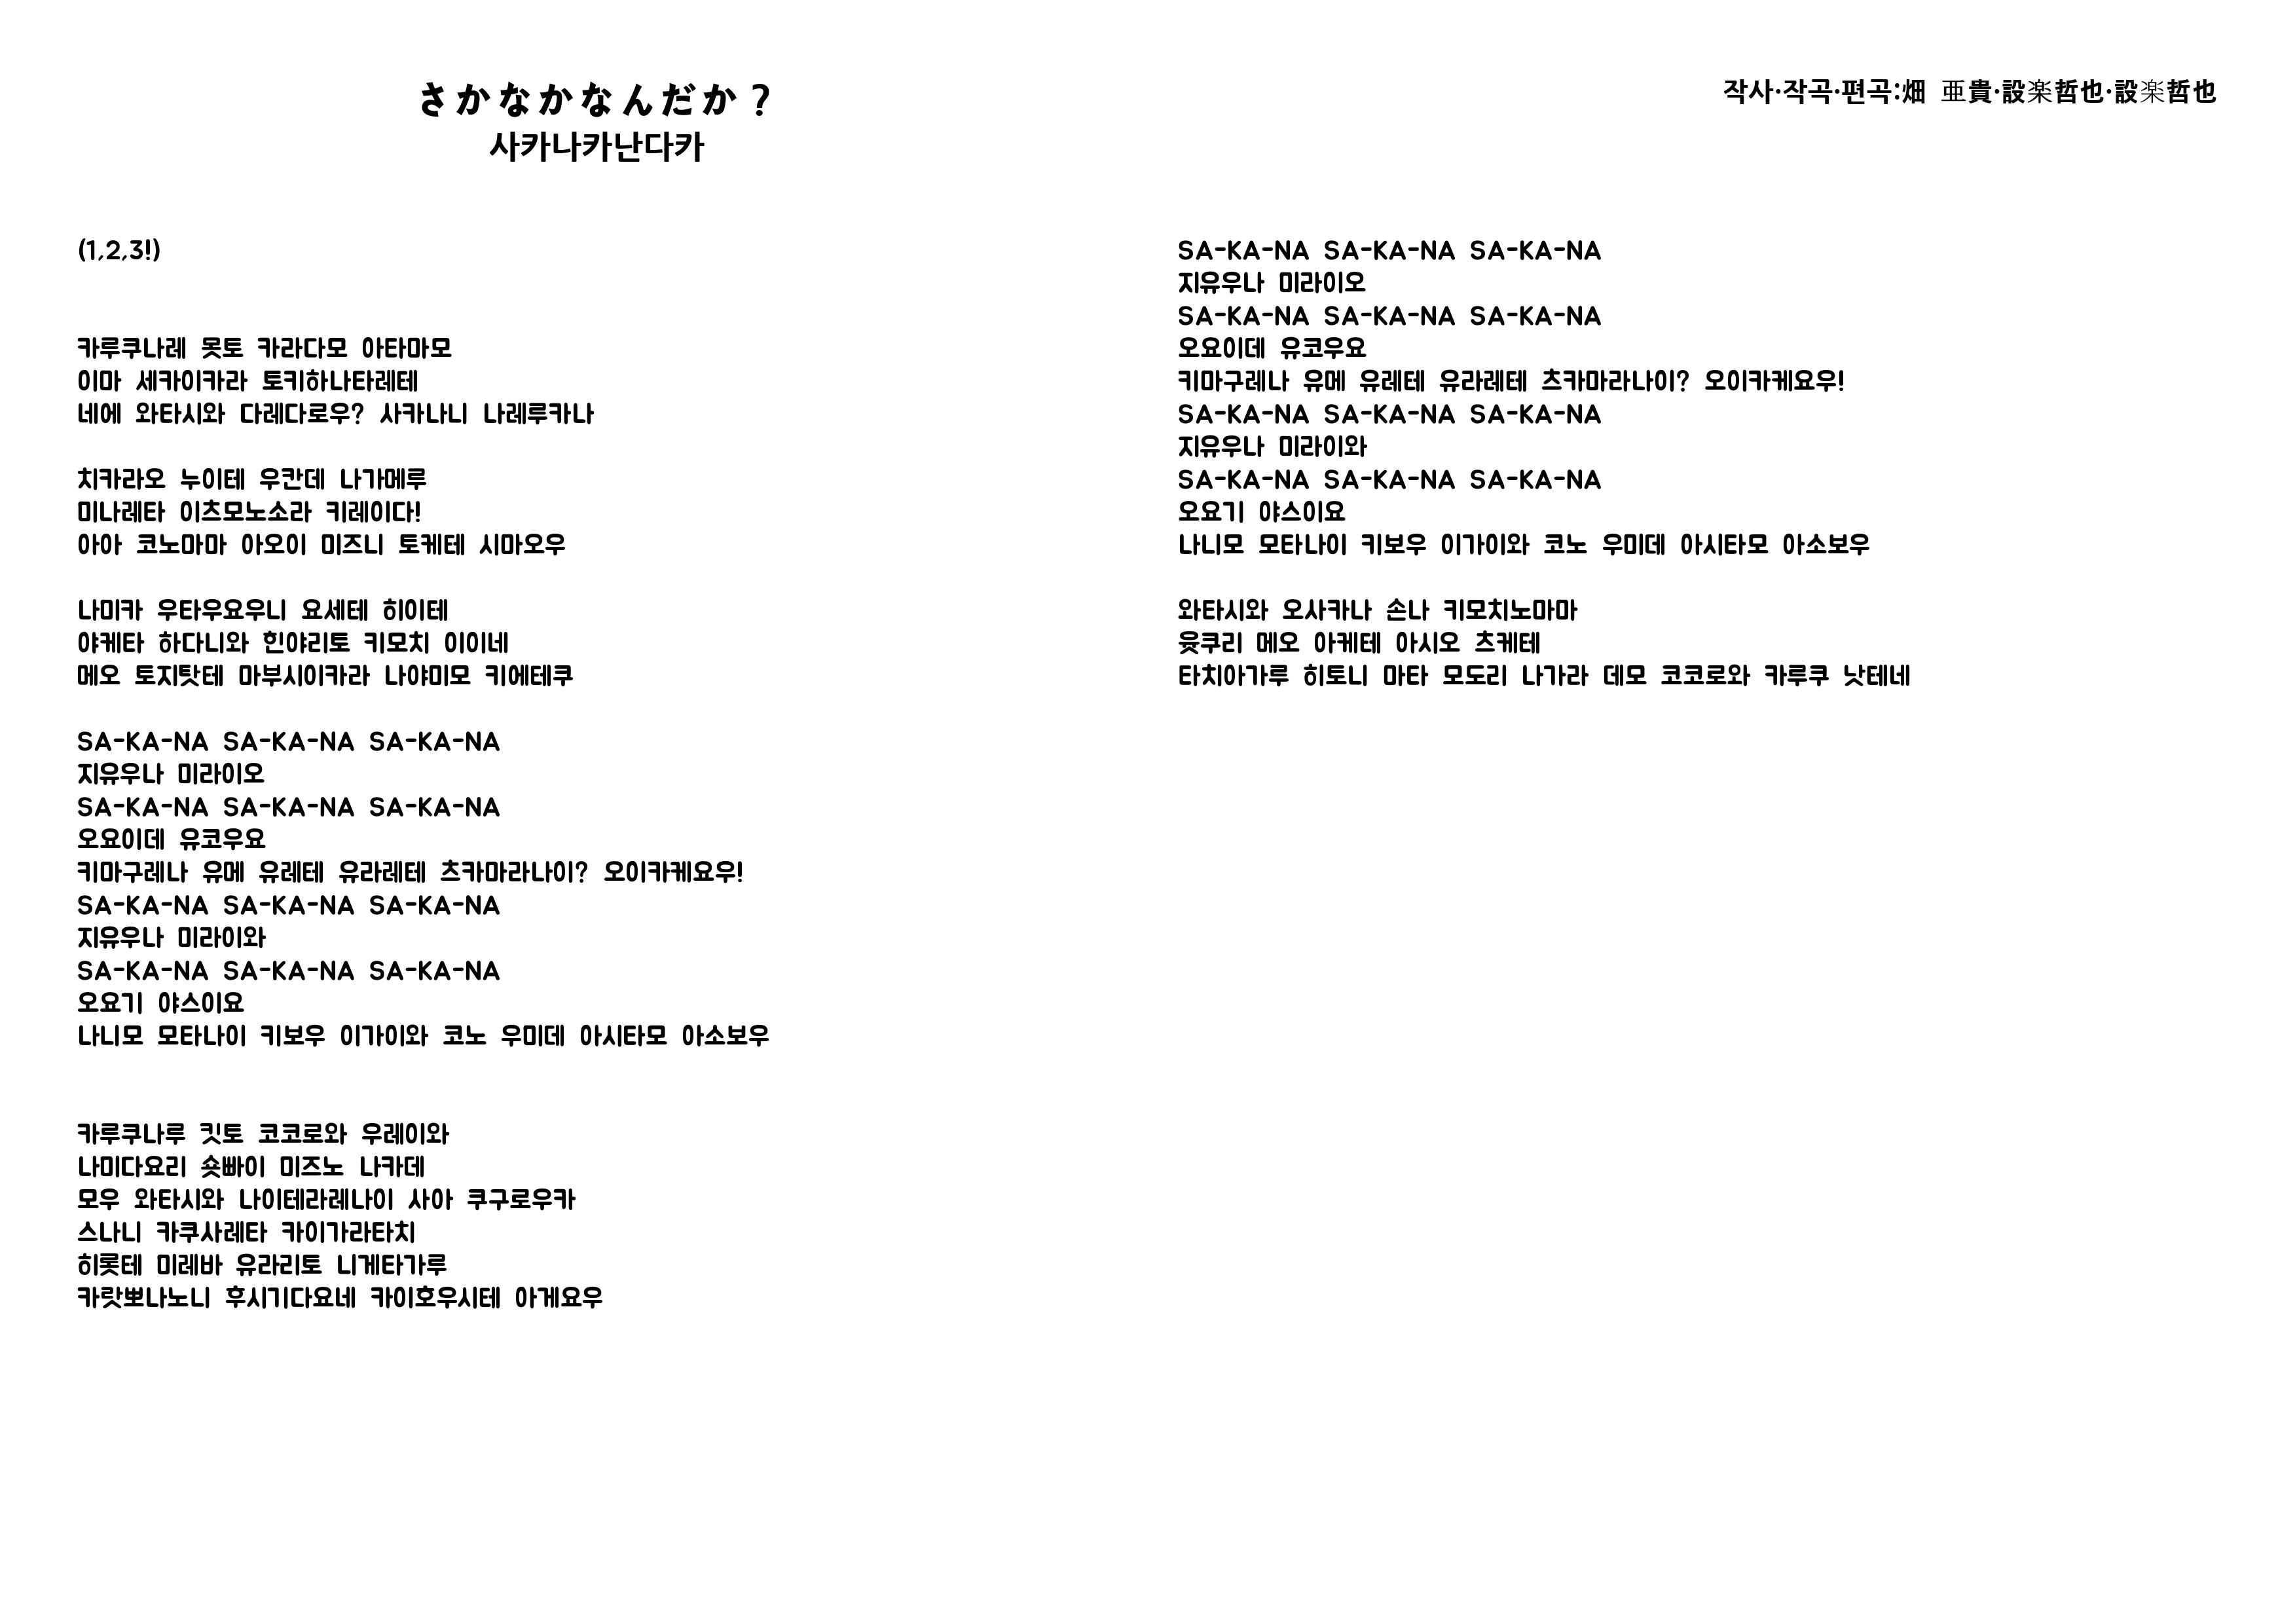 さかなかなんだか？
사카나카난다카
작사·작곡·편곡:畑 亜貴·設楽哲也·設楽哲也
(1,2,3!)
카루쿠나레 못토 카라다모 아타마모
이마 세카이카라 토키하나타레테
네에 와타시와 다레다로우? 사카나니 나레루카나
치카라오 누이테 우칸데 나가메루
미나레타 이츠모노소라 키레이다!
아아 코노마마 아오이 미즈니 토케테 시마오우
나미카 우타우요우니 요세테 히이테
야케타 하다니와 힌야리토 키모치 이이네
메오 토지탓테 마부시이카라 나야미모 키에테쿠
SA-KA-NA SA-KA-NA SA-KA-NA
지유우나 미라이오
SA-KA-NA SA-KA-NA SA-KA-NA
오요이데 유코우요
키마구레나 유메 유레테 유라레테 츠카마라나이? 오이카케요우!
SA-KA-NA SA-KA-NA SA-KA-NA
지유우나 미라이와
SA-KA-NA SA-KA-NA SA-KA-NA
오요기 야스이요
나니모 모타나이 키보우 이가이와 코노 우미데 아시타모 아소보우
카루쿠나루 킷토 코코로와 우레이와
나미다요리 숏빠이 미즈노 나카데
모우 와타시와 나이테라레나이 사아 쿠구로우카
스나니 카쿠사레타 카이가라타치
히롯테 미레바 유라리토 니게타가루
카랏뽀나노니 후시기다요네 카이호우시테 아게요우
SA-KA-NA SA-KA-NA SA-KA-NA
지유우나 미라이오
SA-KA-NA SA-KA-NA SA-KA-NA
오요이데 유코우요
키마구레나 유메 유레테 유라레테 츠카마라나이? 오이카케요우!
SA-KA-NA SA-KA-NA SA-KA-NA
지유우나 미라이와
SA-KA-NA SA-KA-NA SA-KA-NA
오요기 야스이요
나니모 모타나이 키보우 이가이와 코노 우미데 아시타모 아소보우
와타시와 오사카나 손나 키모치노마마
윳쿠리 메오 아케테 아시오 츠케테
타치아가루 히토니 마타 모도리 나가라 데모 코코로와 카루쿠 낫테네